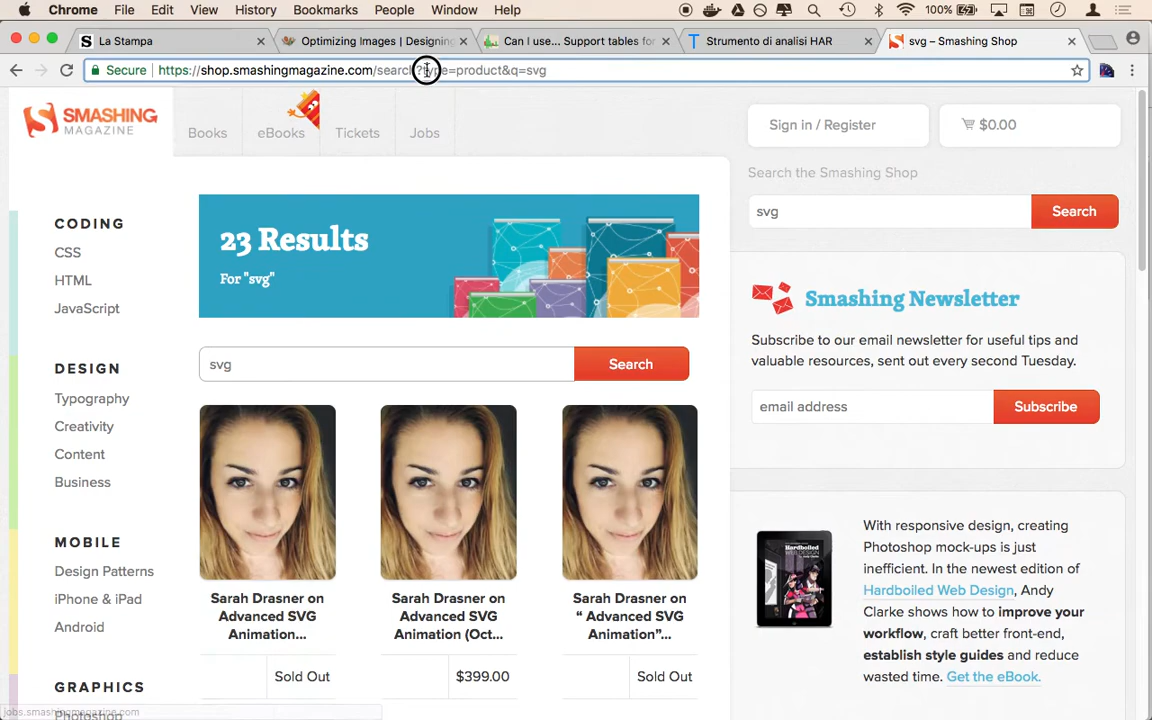 Chrome File Edit View History Bookmarks People Window Help 100%
La Stampa
Optimizing Images | Designing
Can I use... Support tables for
Strumento di analisi HAR
svg – Smashing Shop
Secure https://shop.smashingmagazine.com/search?type=product&q=svg
SMASHING
MAGAZINE
Books eBooks Tickets Jobs
Sign in / Register
$0.00
Search the Smashing Shop
svg Search
CODING
CSS
HTML
JavaScript
DESIGN
Typography
Creativity
Content
Business
MOBILE
Design Patterns
iPhone & iPad
Android
GRAPHICS
Photoshop
jobs.smashingmagazine.com
23 Results
For "svg"
svg Search
Sarah Drasner on
Advanced SVG
Animation...
Sold Out
Sarah Drasner on
Advanced SVG
Animation (Oct...
$399.00
Sarah Drasner on
“ Advanced SVG
Animation”...
Sold Out
Smashing Newsletter
Subscribe to our email newsletter for useful tips and
valuable resources, sent out every second Tuesday.
email address Subscribe
Hardboiled
With responsive design, creating
Photoshop mock-ups is just
inefficient. In the newest edition of
Hardboiled Web Design, Andy
Clarke shows how to improve your
workflow, craft better front-end,
establish style guides and reduce
wasted time. Get the eBook.